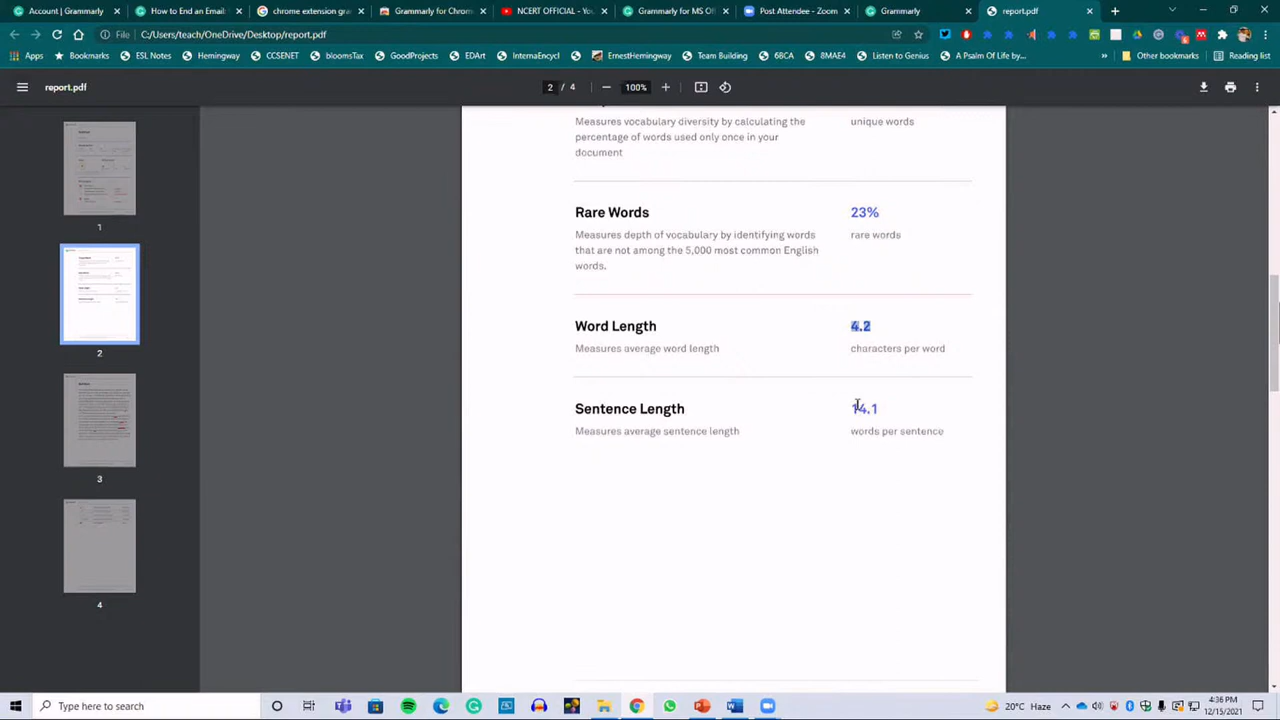 Account | Grammarly
How to End an Email:
chrome extension gra
Grammarly for Chrom
NCERT OFFICIAL - You
Grammarly for MS Of
Post Attendee - Zoom
Grammarly
report.pdf
File
C:/Users/teach/OneDrive/Desktop/report.pdf
Apps
Bookmarks
ESL Notes
Hemingway
CCSENET
bloomsTax
GoodProjects
EDArt
InternaEncycl
ErnestHemingway
Team Building
6BCA
8MAE4
Listen to Genius
A Psalm Of Life by...
Other bookmarks
Reading list
report.pdf
2 / 4
100%
1
2
3
4
Measures vocabulary diversity by calculating the
percentage of words used only once in your
document
unique words
Rare Words
23%
Measures depth of vocabulary by identifying words
that are not among the 5,000 most common English
words.
rare words
Word Length
4.2
Measures average word length
characters per word
Sentence Length
14.1
Measures average sentence length
words per sentence
Type here to search
20°C Haze
4:36 PM
12/15/2021